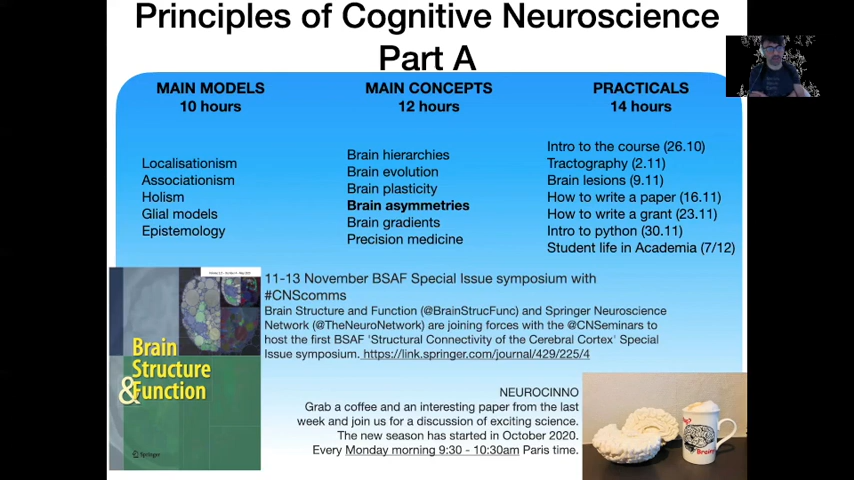 Principles of Cognitive Neuroscience
Part A
MAIN MODELS
10 hours
Localisationism
Associationism
Holism
Glial models
Epistemology
MAIN CONCEPTS
12 hours
Brain hierarchies
Brain evolution
Brain plasticity
Brain asymmetries
Brain gradients
Precision medicine
PRACTICALS
14 hours
Intro to the course (26.10)
Tractography (2.11)
Brain lesions (9.11)
How to write a paper (16.11)
How to write a grant (23.11)
Intro to python (30.11)
Student life in Academia (7/12)
11-13 November BSAF Special Issue symposium with
#CNScomms
Brain Structure and Function (@BrainStrucFunc) and Springer Neuroscience
Network (@TheNeuroNetwork) are joining forces with the @CNSeminars to
host the first BSAF 'Structural Connectivity of the Cerebral Cortex' Special
Issue symposium. https://link.springer.com/journal/429/225/4
Brain
Structure
&Function
Springer
NEUROCINNO
Grab a coffee and an interesting paper from the last
week and join us for a discussion of exciting science.
The new season has started in October 2020.
Every Monday morning 9:30 - 10:30am Paris time.
Brains